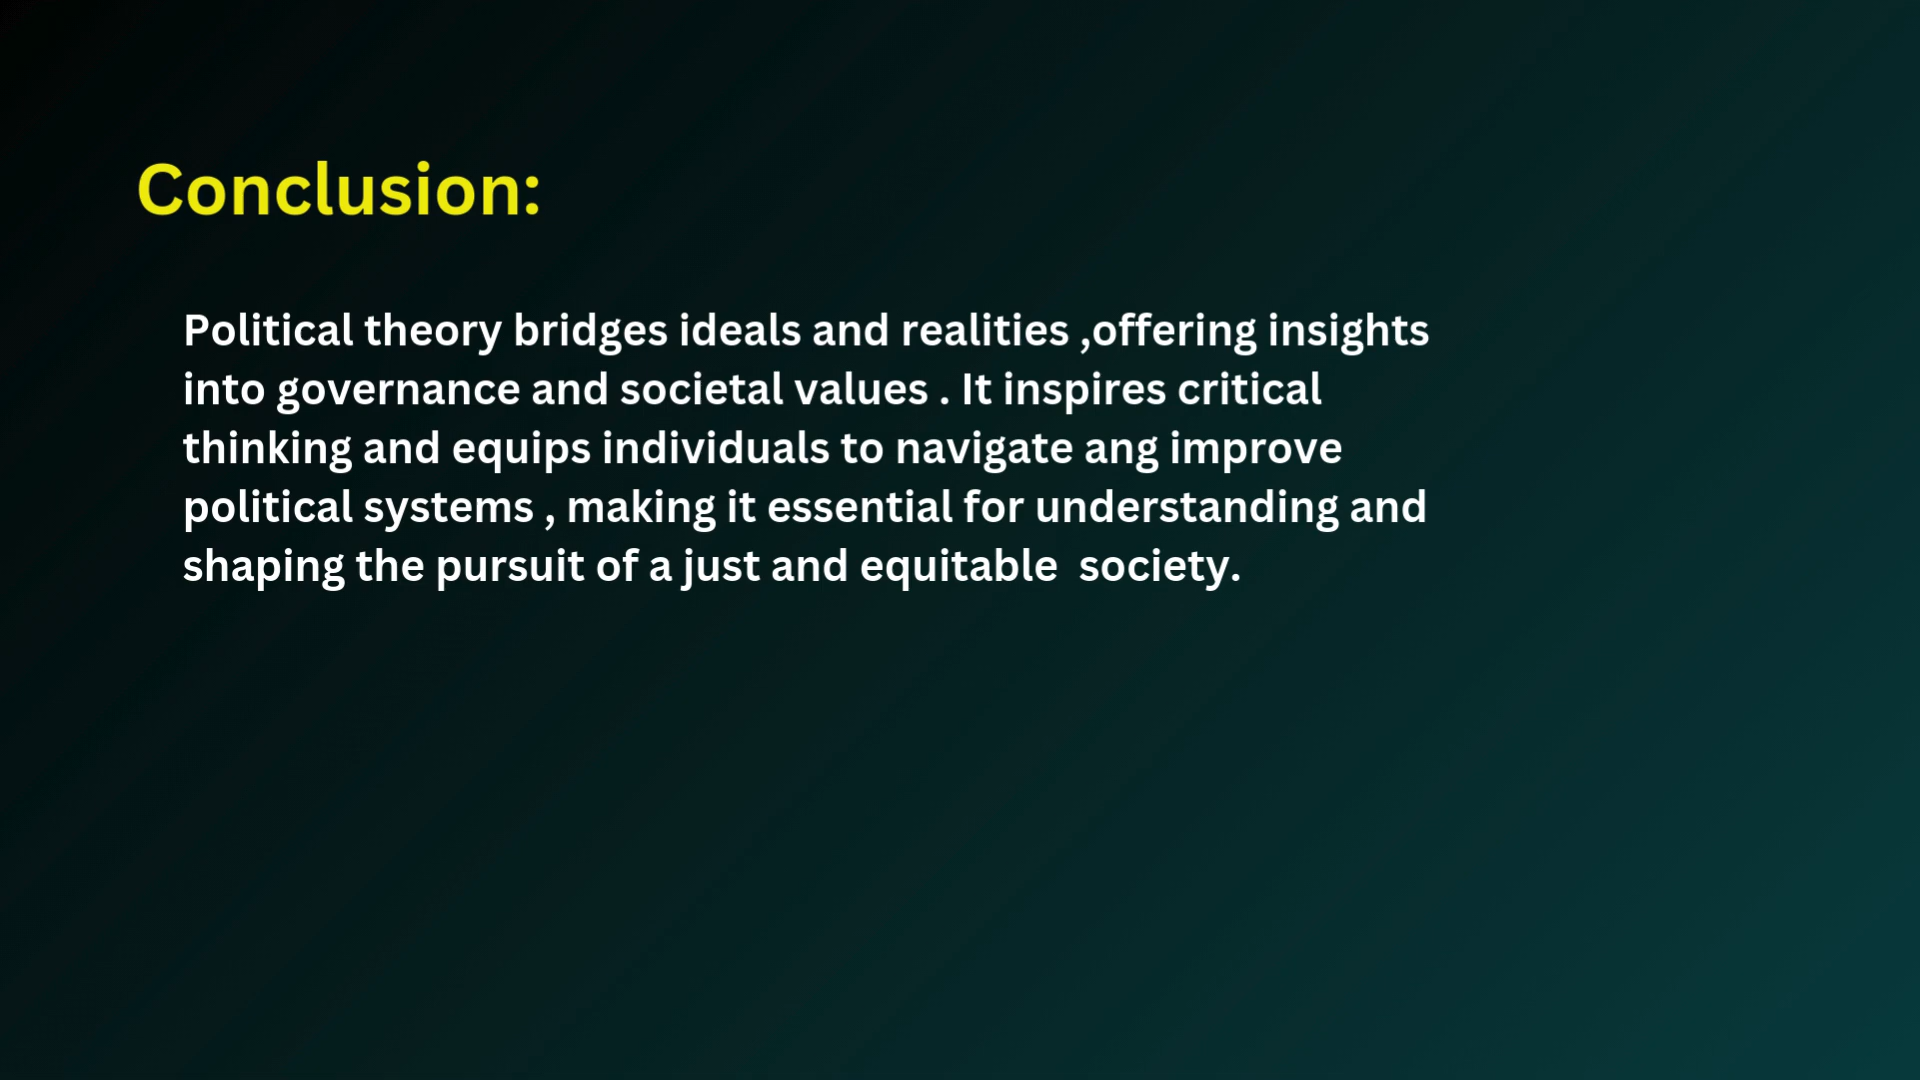 Conclusion:
Political theory bridges ideals and realities ,offering insights
into governance and societal values . It inspires critical
thinking and equips individuals to navigate ang improve
political systems , making it essential for understanding and
shaping the pursuit of a just and equitable  society.